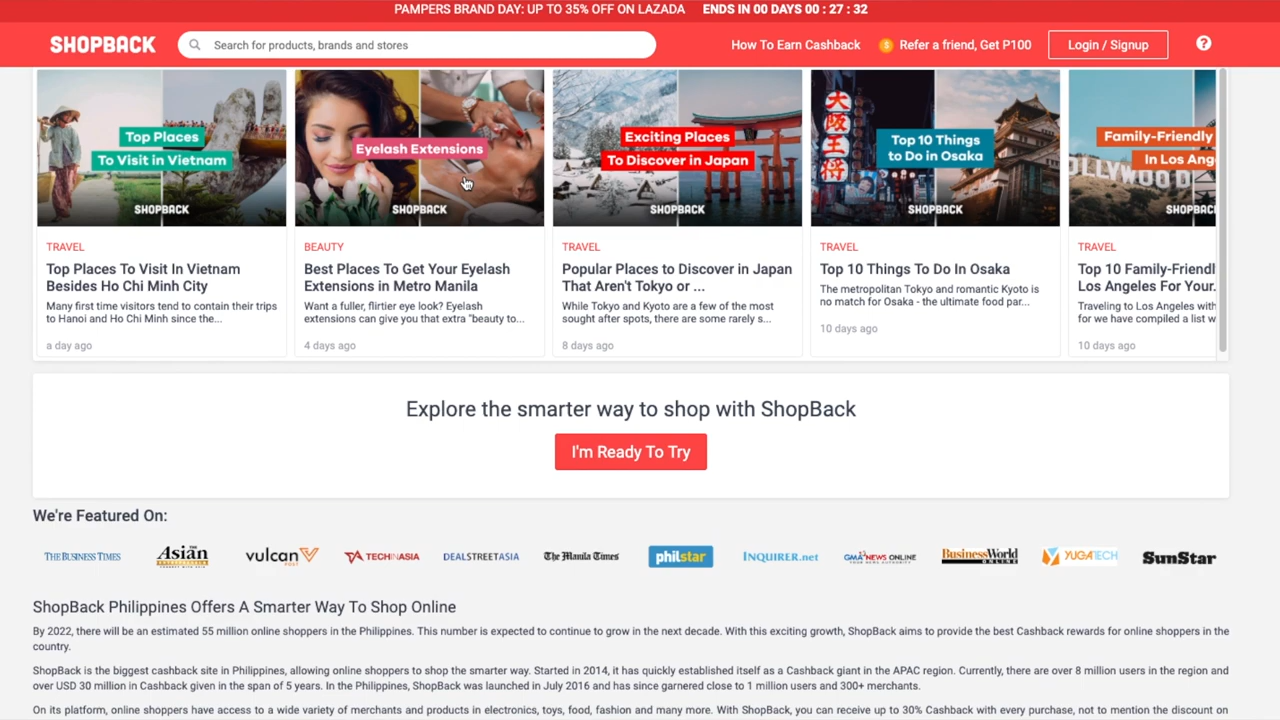 PAMPERS BRAND DAY: UP TO 35% OFF ON LAZADA ENDS IN 00 DAYS 00 : 27 : 32
SHOPBACK
Search for products, brands and stores
How To Earn Cashback
Refer a friend, Get P100
Login / Signup
?
Top Places
To Visit in Vietnam
SHOPBACK
TRAVEL
Top Places To Visit In Vietnam
Besides Ho Chi Minh City
Many first time visitors tend to contain their trips
to Hanoi and Ho Chi Minh since the...
a day ago
Eyelash Extensions
SHOPBACK
BEAUTY
Best Places To Get Your Eyelash
Extensions in Metro Manila
Want a fuller, flirtier eye look? Eyelash
extensions can give you that extra "beauty to...
4 days ago
Exciting Places
To Discover in Japan
SHOPBACK
TRAVEL
Popular Places to Discover in Japan
That Aren't Tokyo or ...
While Tokyo and Kyoto are a few of the most
sought after spots, there are some rarely s...
8 days ago
大阪王将
Top 10 Things
to Do in Osaka
SHOPBACK
TRAVEL
Top 10 Things To Do In Osaka
The metropolitan Tokyo and romantic Kyoto is
no match for Osaka - the ultimate food par...
10 days ago
Family-Friendly
In Los Ang
OLLYWOOD
SHOPBACK
TRAVEL
Top 10 Family-Friendl
Los Angeles For Your.
Traveling to Los Angeles with
for we have compiled a list w
10 days ago
Explore the smarter way to shop with ShopBack
I'm Ready To Try
We're Featured On:
THE BUSINESS TIMES
THE Asian
vulcan POST
TECHINASIA
DEALSTREETASIA
The Manila Times
philstar
INQUIRER.net
GMA NEWS ONLINE
BusinessWorld ONLINE
YUGATECH
SunStar
ShopBack Philippines Offers A Smarter Way To Shop Online
By 2022, there will be an estimated 55 million online shoppers in the Philippines. This number is expected to continue to grow in the next decade. With this exciting growth, ShopBack aims to provide the best Cashback rewards for online shoppers in the
country.
ShopBack is the biggest cashback site in Philippines, allowing online shoppers to shop the smarter way. Started in 2014, it has quickly established itself as a Cashback giant in the APAC region. Currently, there are over 8 million users in the region and
over USD 30 million in Cashback given in the span of 5 years. In the Philippines, ShopBack was launched in July 2016 and has since garnered close to 1 million users and 300+ merchants.
On its platform, online shoppers have access to a wide variety of merchants and products in electronics, toys, food, fashion and many more. With ShopBack, you can receive up to 30% Cashback with every purchase, not to mention the discount on